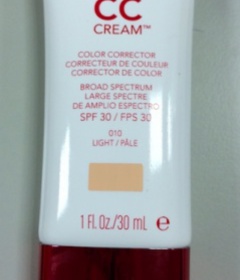 CC
CREAM™
COLOR CORRECTOR
CORRECTEUR DE COULEUR
CORRECTOR DE COLOR
BROAD SPECTRUM
LARGE SPECTRE
DE AMPLIO ESPECTRO
SPF 30 / FPS 30
010
LIGHT / PÂLE
1 Fl. Oz./30 mL e